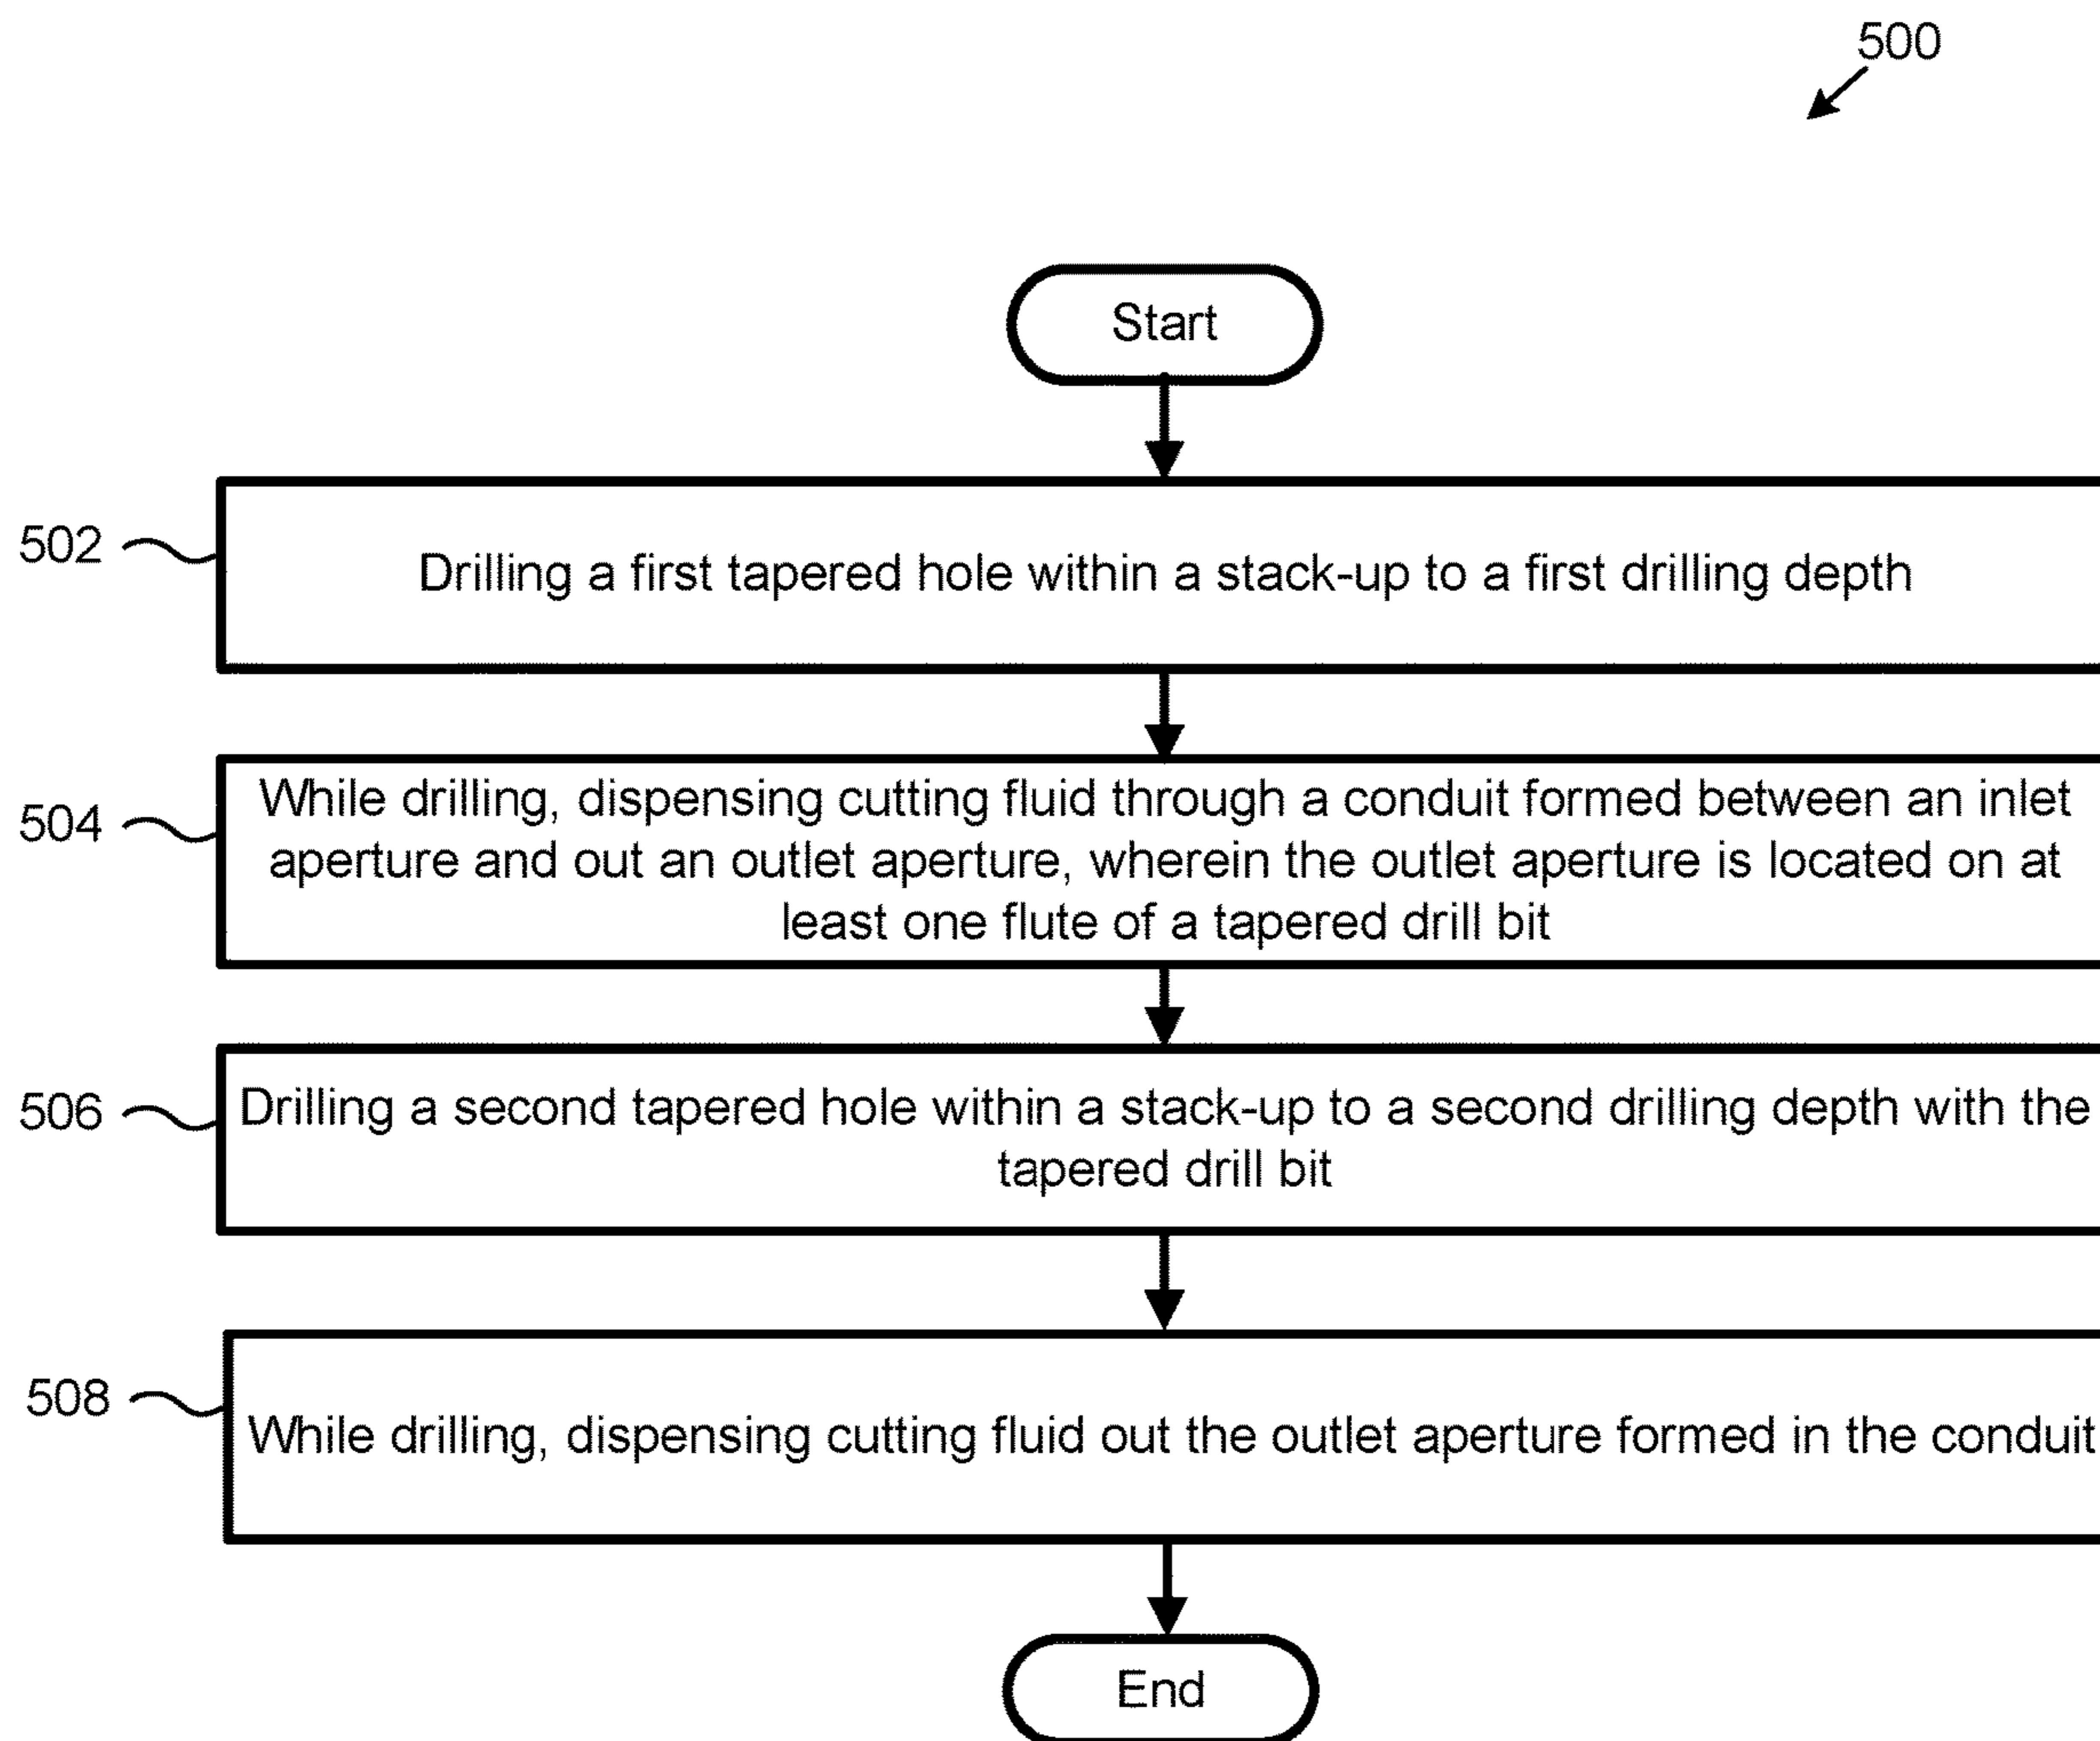 500
Start
502
Drilling a first tapered hole within a stack-up to a first drilling depth
504
While drilling, dispensing cutting fluid through a conduit formed between an inlet
aperture and out an outlet aperture, wherein the outlet aperture is located on at
least one flute of a tapered drill bit
506
Drilling a second tapered hole within a stack-up to a second drilling depth with the
tapered drill bit
508
While drilling, dispensing cutting fluid out the outlet aperture formed in the conduit
End